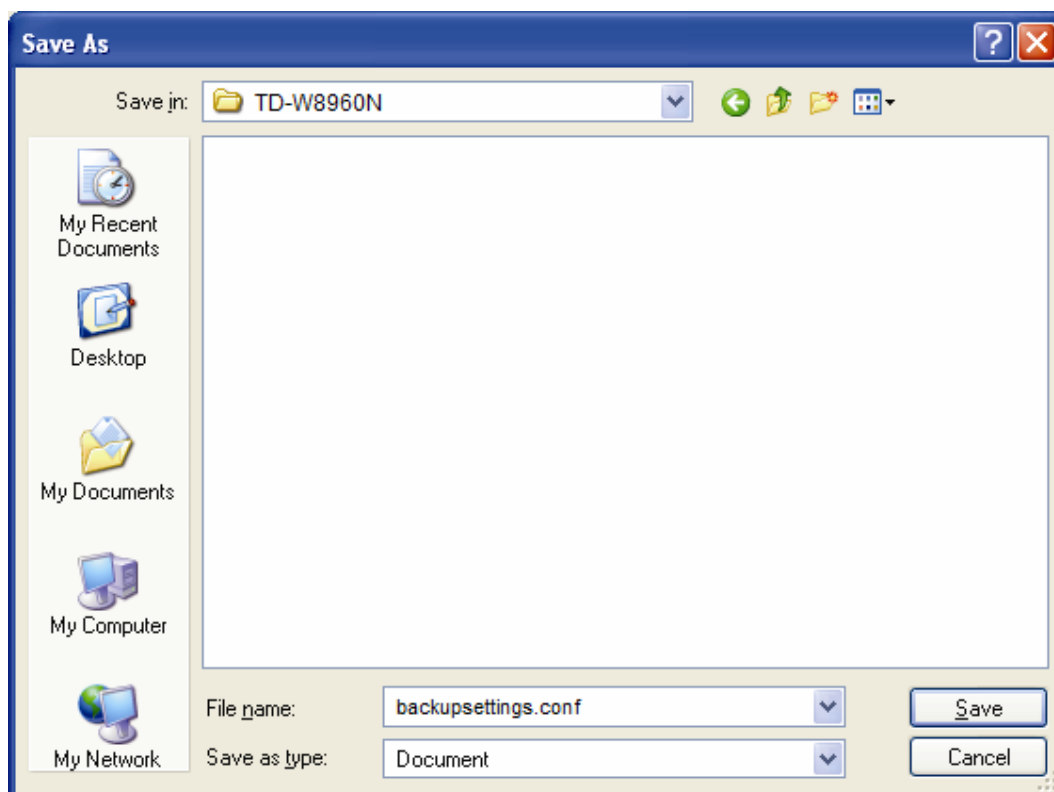 Save As
Save in:
TD-W8960N
My Recent
Documents
Desktop
My Documents
My Computer
My Network
File name:
backupsettings.conf
Save
Save as type:
Document
Cancel